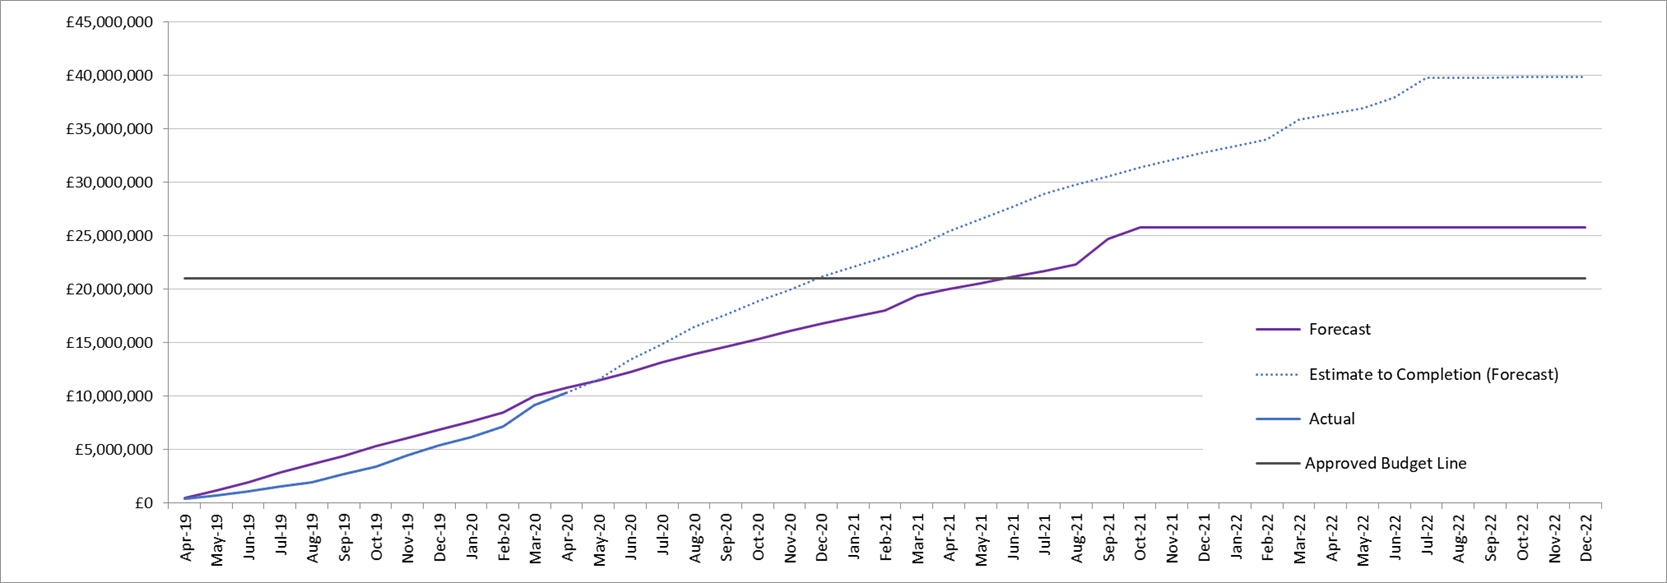 £45,000,000
£40,000,000
£35,000,000
£30,000,000
£25,000,000
£20,000,000
£15,000,000
£10,000,000
£5,000,000
£0
Forecast
Estimate to Completion (Forecast)
Actual
Approved Budget Line
Apr-19
May-19
Jun-19
Jul-19
Aug-19
Sep-19
Oct-19
Nov-19
Dec-19
Jan-20
Feb-20
Mar-20
Apr-20
May-20
Jun-20
Jul-20
Aug-20
Sep-20
Oct-20
Nov-20
Dec-20
Jan-21
Feb-21
Mar-21
Apr-21
May-21
Jun-21
Jul-21
Aug-21
Sep-21
Oct-21
Nov-21
Dec-21
Jan-22
Feb-22
Mar-22
Apr-22
May-22
Jun-22
Jul-22
Aug-22
Sep-22
Oct-22
Nov-22
Dec-22